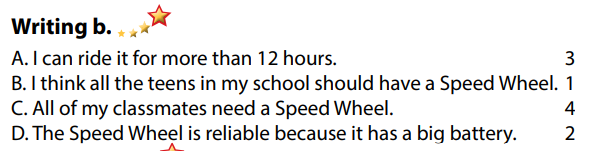 Writing b.
A. I can ride it for more than 12 hours. 3
B. I think all the teens in my school should have a Speed Wheel. 1
C. All of my classmates need a Speed Wheel. 4
D. The Speed Wheel is reliable because it has a big battery. 2